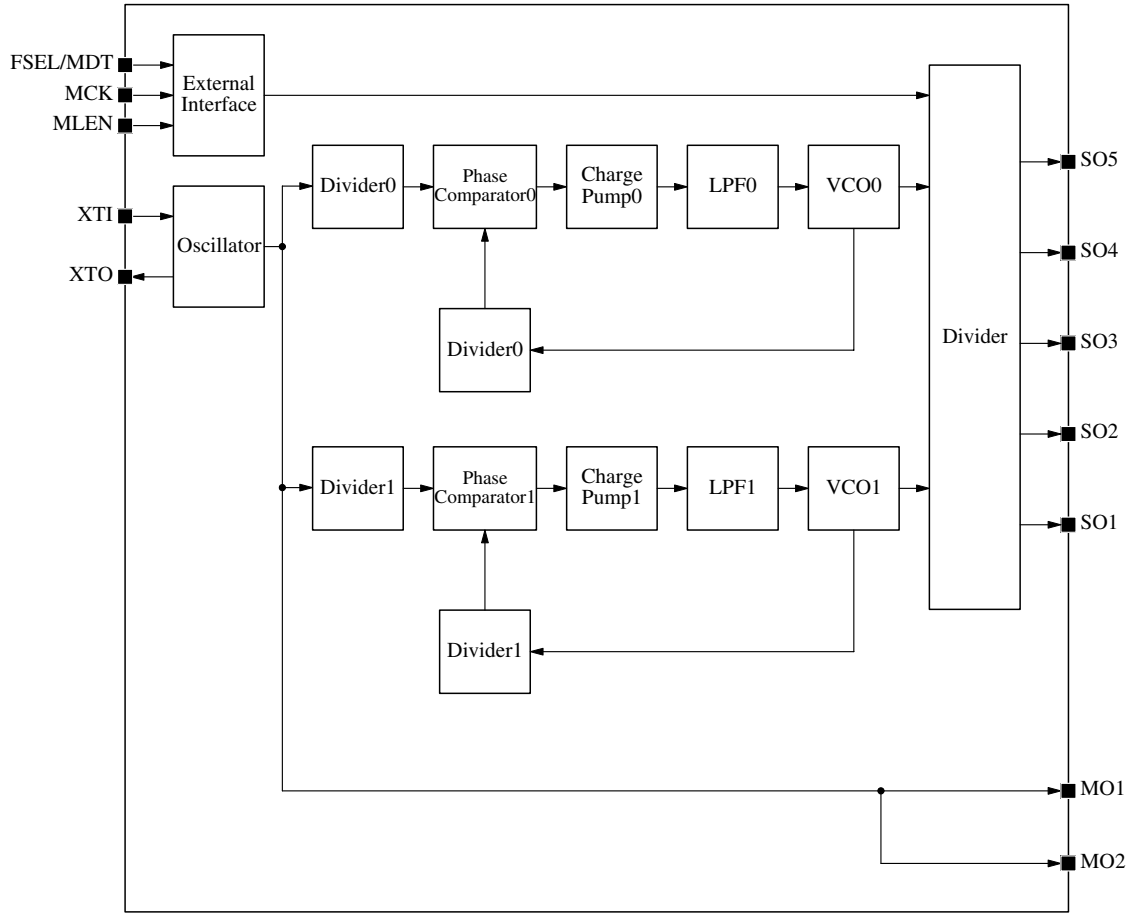 FSEL/MDT
MCK
MLEN
External
Interface
XTI
XTO
Oscillator
Divider0
Phase
Comparator0
Charge
Pump0
LPF0
VCO0
Divider0
Divider1
Phase
Comparator1
Charge
Pump1
LPF1
VCO1
Divider1
Divider
SO5
SO4
SO3
SO2
SO1
MO1
MO2